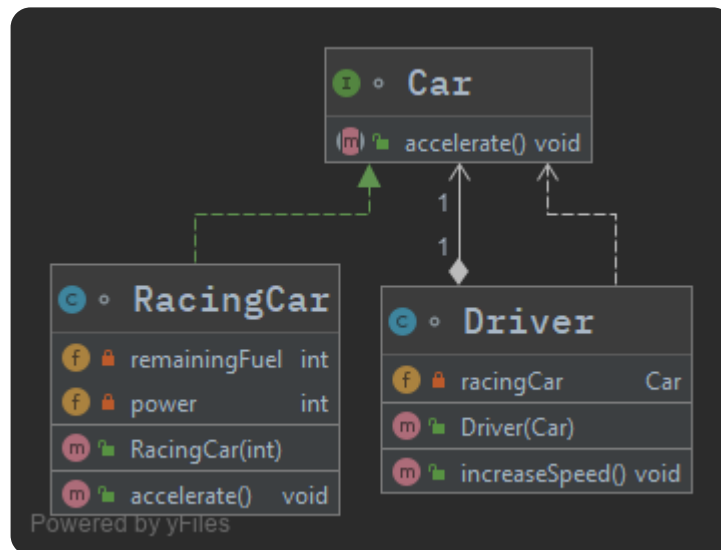 I Car
m accelerate() void
1
1
C RacingCar
f remainingFuel int
f power int
m RacingCar(int)
m accelerate() void
C Driver
f racingCar Car
m Driver(Car)
m increaseSpeed() void
Powered by yFiles